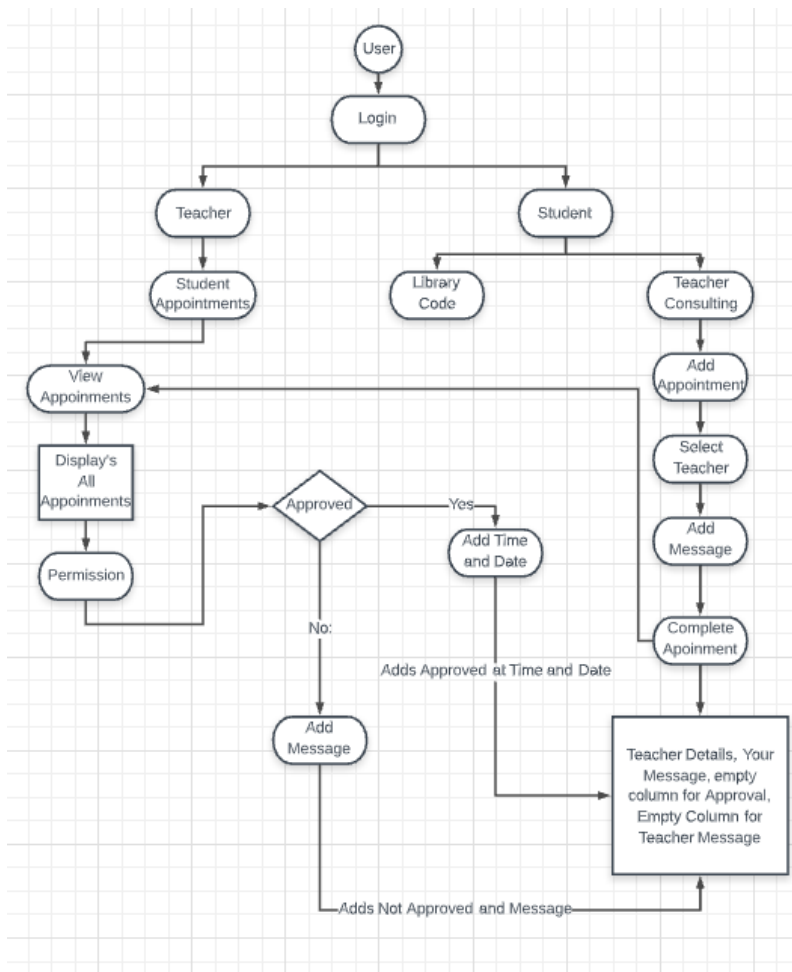 User
Login
Teacher
Student
Student
Appointments
Library
Code
Teacher
Consulting
View
Appoinments
Add
Appointment
Display's
All
Appoinments
Select
Teacher
Approved
Yes
Add Time
and Date
Add
Message
Permission
No:
Complete
Apoinment
Adds Approved at Time and Date
Add
Message
Teacher Details, Your
Message, empty
column for Approval,
Empty Column for
Teacher Message
Adds Not Approved and Message